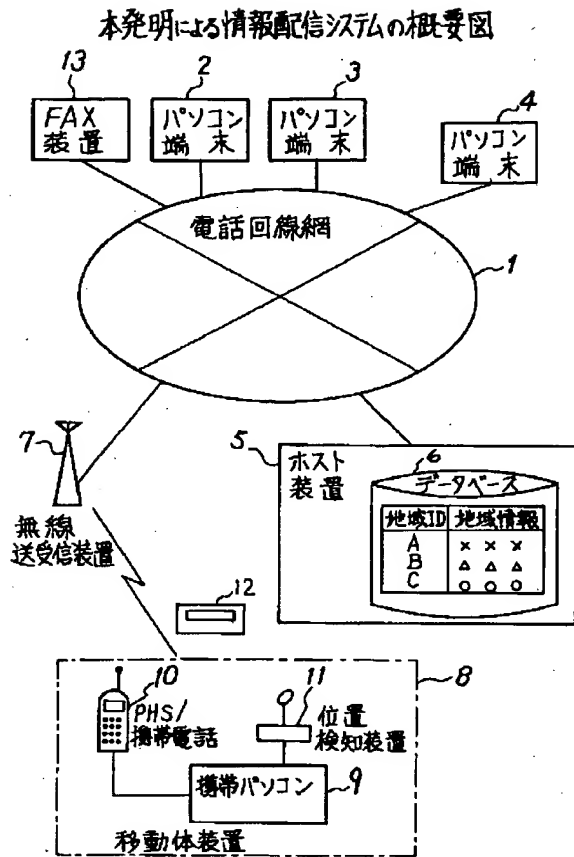 本発明による情報配信システムの概要図
13
2
3
4
FAX
装置
パソコン
端末
パソコン
端末
パソコン
端末
電話回線網
1
7
無線
送受信装置
5
ホスト
装置
6
データベース
地域ID 地域情報
A × × ×
B △ △ △
C ○ ○ ○
12
8
10
PHS/
携帯電話
11
位置
検知装置
携帯パソコン
9
移動体装置